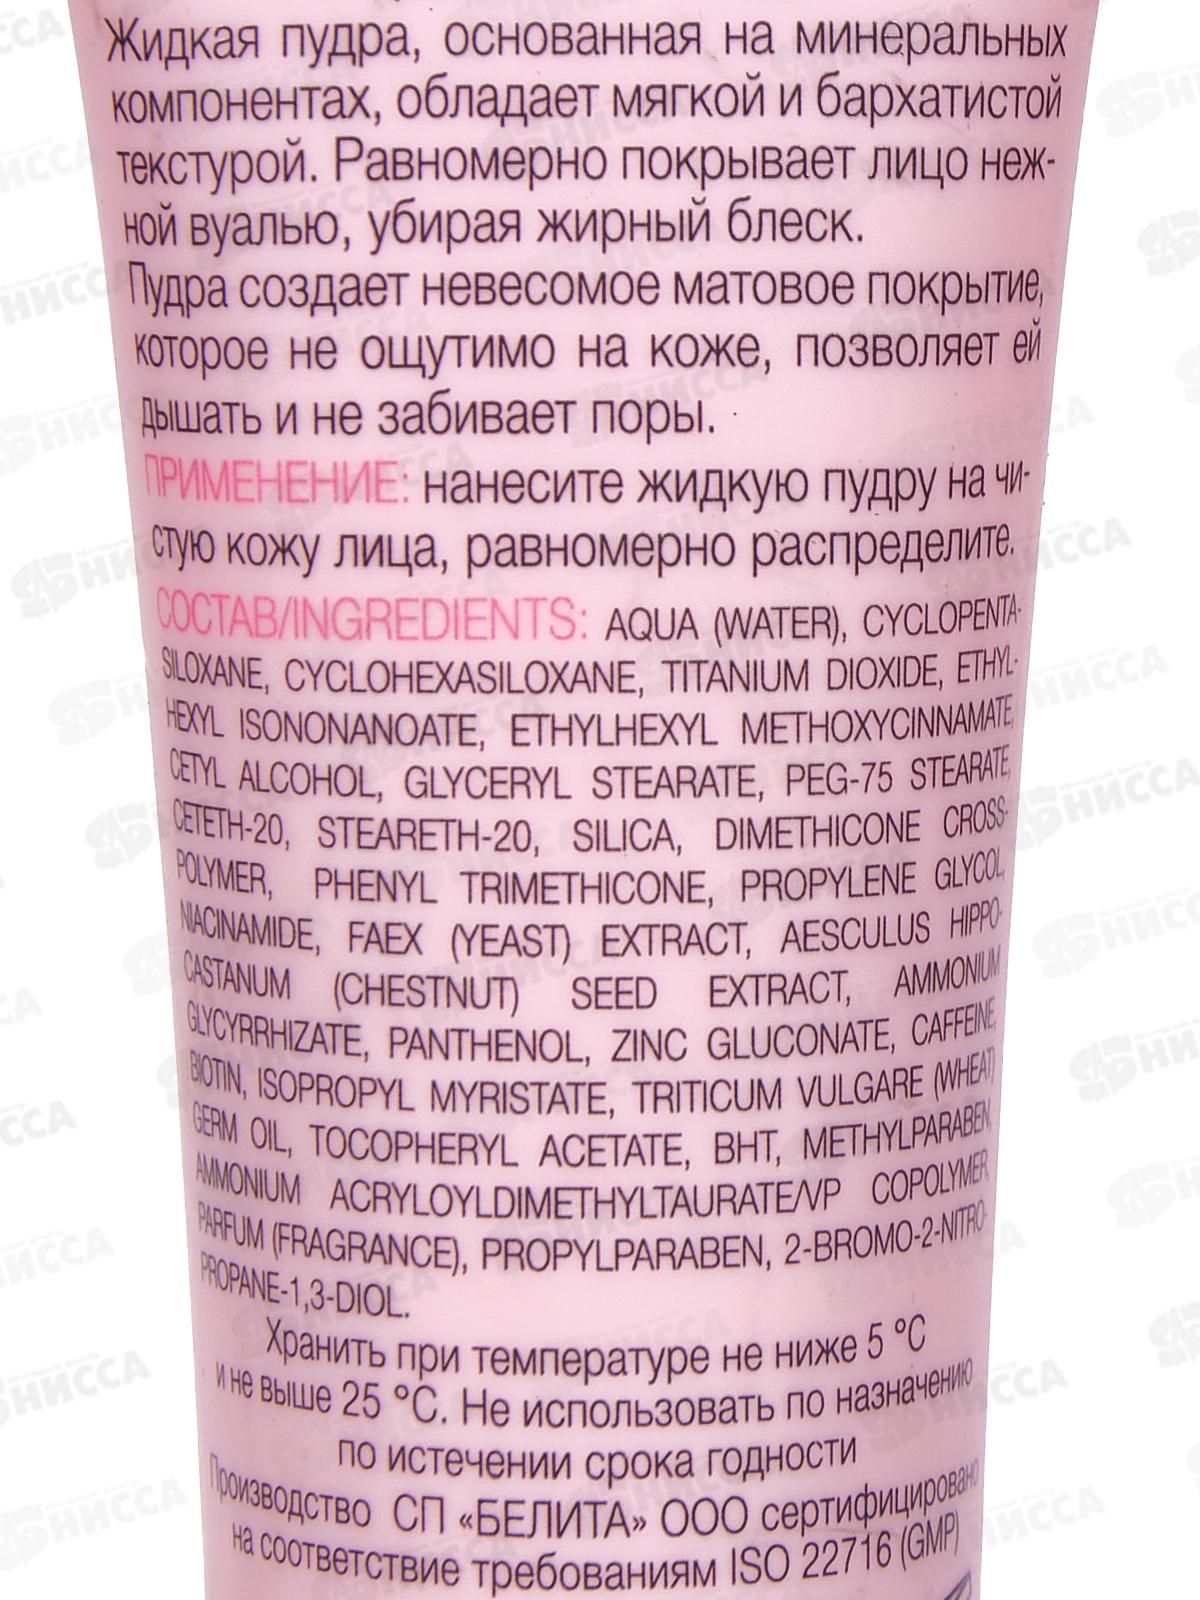 Жидкая пудра, основанная на минеральных
компонентах, обладает мягкой и бархатистой
текстурой. Равномерно покрывает лицо неж-
ной вуалью, убирая жирный блеск.
Пудра создает невесомое матовое покрытие,
которое не ощутимо на коже, позволяет ей
дышать и не забивает поры.
ПРИМЕНЕНИЕ: нанесите жидкую пудру на чи-
стую кожу лица, равномерно распределите.
СОСТАВ/INGREDIENTS: AQUA (WATER), CYCLOPENTA-
SILOXANE, CYCLOHEXASILOXANE, TITANIUM DIOXIDE, ETHYL-
HEXYL ISONONANOATE, ETHYLHEXYL METHOXYCINNAMATE,
CETYL ALCOHOL, GLYCERYL STEARATE, PEG-75 STEARATE,
CETETH-20, STEARETH-20, SILICA, DIMETHICONE CROSS-
POLYMER, PHENYL TRIMETHICONE, PROPYLENE GLYCOL,
NIACINAMIDE, FAEX (YEAST) EXTRACT, AESCULUS HIPPO-
CASTANUM (CHESTNUT) SEED EXTRACT, AMMONIUM
GLYCYRRHIZATE, PANTHENOL, ZINC GLUCONATE, CAFFEINE,
BIOTIN, ISOPROPYL MYRISTATE, TRITICUM VULGARE (WHEAT)
GERM OIL, TOCOPHERYL ACETATE, BHT, METHYLPARABEN,
AMMONIUM ACRYLOYLDIMETHYLTAURATE/VP COPOLYMER,
PARFUM (FRAGRANCE), PROPYLPARABEN, 2-BROMO-2-NITRO-
PROPANE-1,3-DIOL.
Хранить при температуре не ниже 5 °C
и не выше 25 °C. Не использовать по назначению
по истечении срока годности
Производство СП «БЕЛИТА» ООО сертифицировано
на соответствие требованиям ISO 22716 (GMP)
НИССА